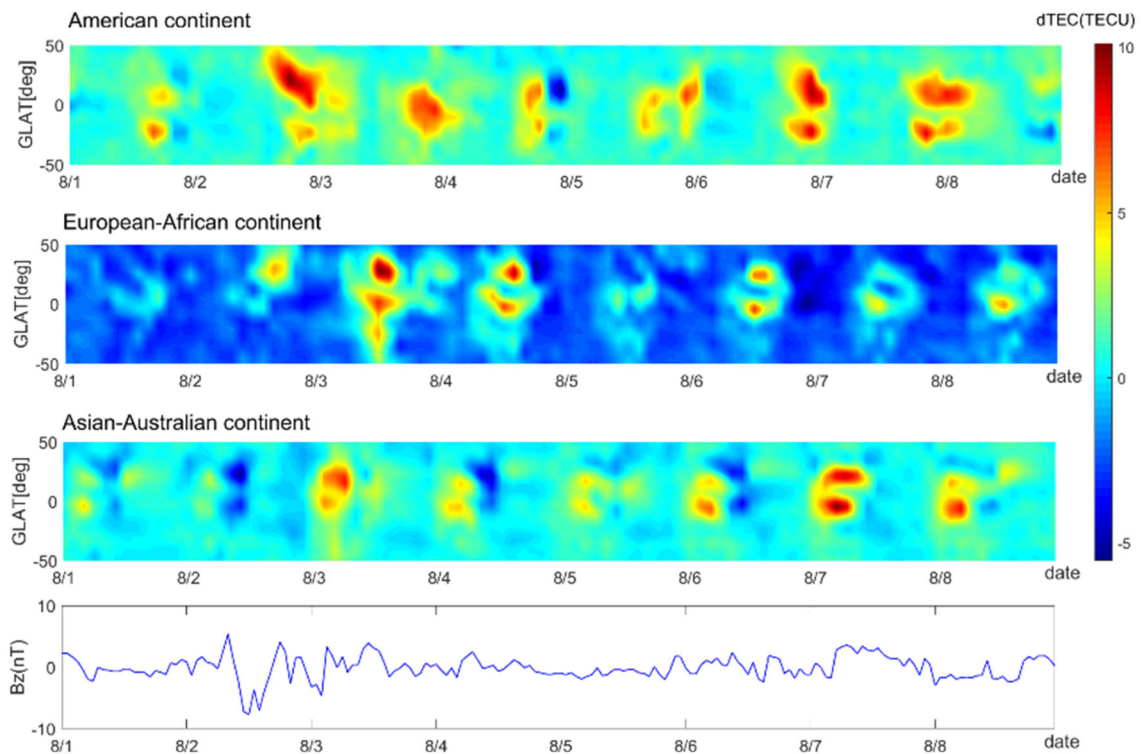 American continent
dTEC(TECU)
50
0
-50
GLAT[deg]
8/1 8/2 8/3 8/4 8/5 8/6 8/7 8/8 date
European-African continent
50
0
-50
GLAT[deg]
8/1 8/2 8/3 8/4 8/5 8/6 8/7 8/8 date
Asian-Australian continent
50
0
-50
GLAT[deg]
8/1 8/2 8/3 8/4 8/5 8/6 8/7 8/8 date
10
5
0
-5
10
0
-10
Bz(nT)
8/1 8/2 8/3 8/4 8/5 8/6 8/7 8/8 date